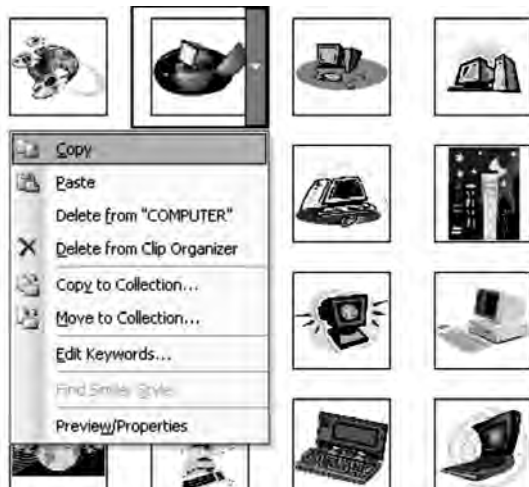 Copy
Paste
Delete from "COMPUTER"
Delete from Clip Organizer
Copy to Collection...
Move to Collection...
Edit Keywords...
Find Similar Style
Preview/Properties